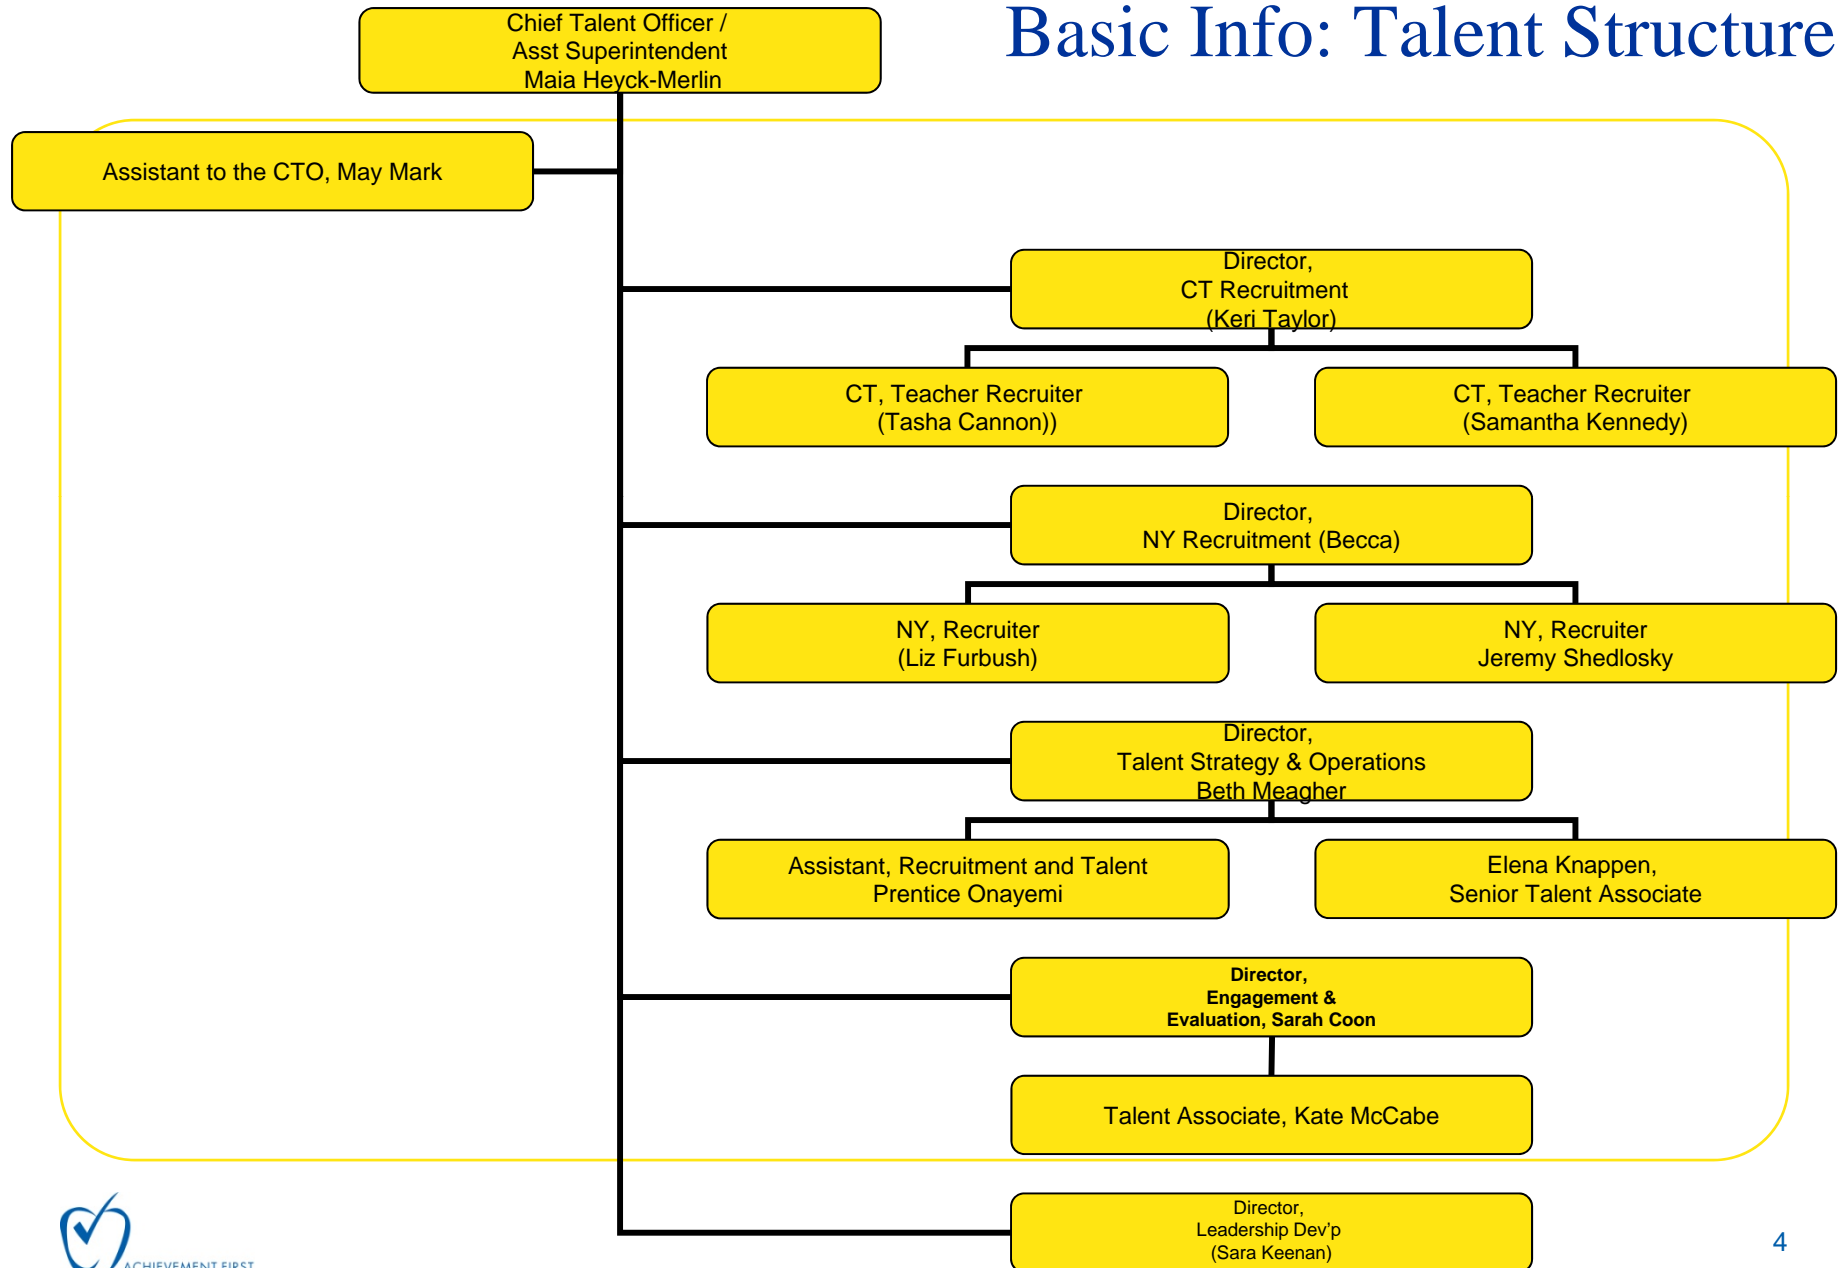 Basic Info: Talent Structure
Chief Talent Officer /
Asst Superintendent
Maia Heyck-Merlin
Assistant to the CTO, May Mark
Director,
CT Recruitment
(Keri Taylor)
CT, Teacher Recruiter
(Tasha Cannon))
CT, Teacher Recruiter
(Samantha Kennedy)
Director,
NY Recruitment (Becca)
NY, Recruiter
(Liz Furbush)
NY, Recruiter
Jeremy Shedlosky
Director,
Talent Strategy & Operations
Beth Meagher
Assistant, Recruitment and Talent
Prentice Onayemi
Elena Knappen,
Senior Talent Associate
Director,
Engagement &
Evaluation, Sarah Coon
Talent Associate, Kate McCabe
Director,
Leadership Dev'p
(Sara Keenan)
ACHIEVEMENT FIRST
4